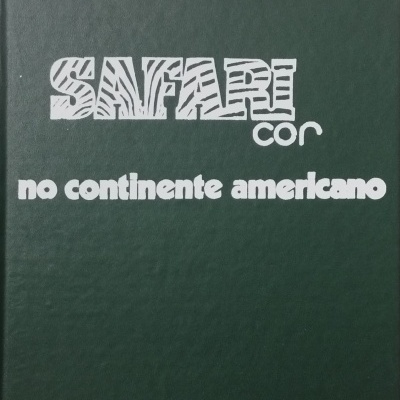 SAFARI
cor
no continente americano